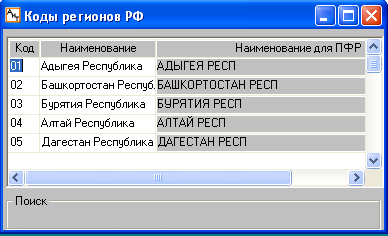 Коды регионов РФ
Код Наименование Наименование для ПФР
01 Адыгея Республика АДЫГЕЯ РЕСП
02 Башкортостан Республ. БАШКОРТОСТАН РЕСП
03 Бурятия Республика БУРЯТИЯ РЕСП
04 Алтай Республика АЛТАЙ РЕСП
05 Дагестан Республика ДАГЕСТАН РЕСП
Поиск